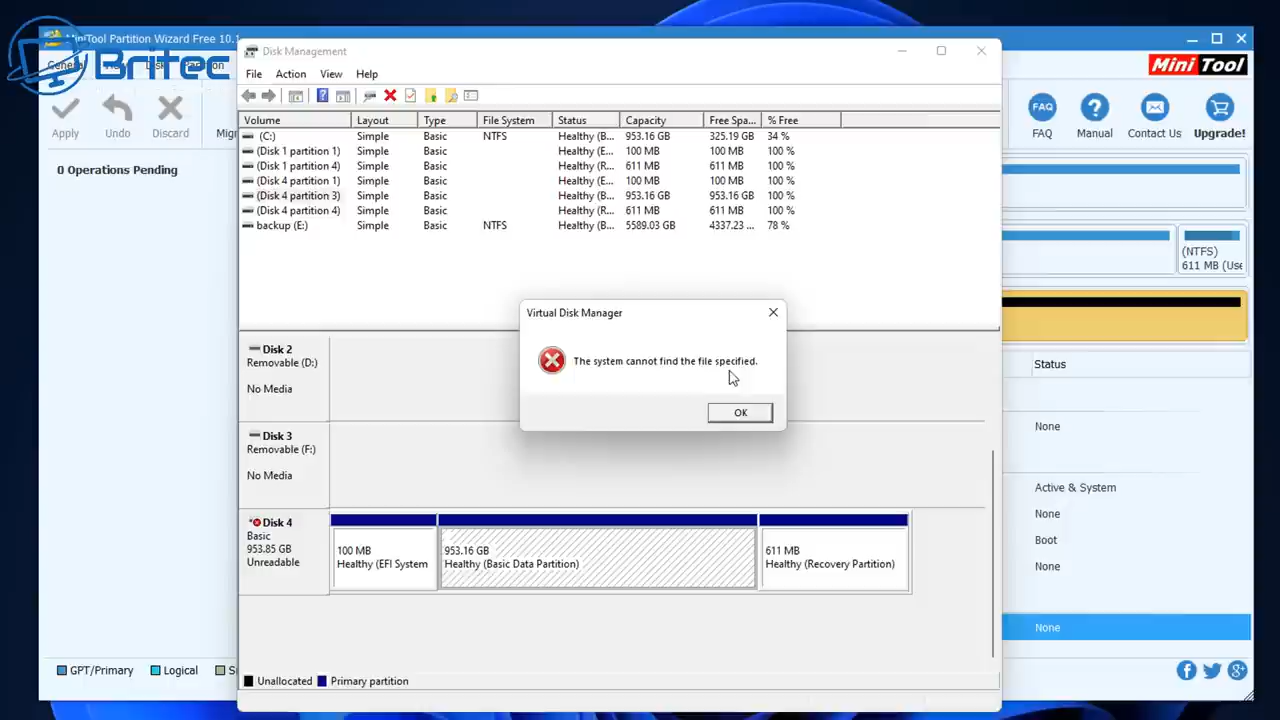 MiniTool Partition Wizard Free 10.1
Britec
Mini Tool
Apply
Undo
Discard
FAQ
FAQ
Manual
Contact Us
Upgrade!
0 Operations Pending
Disk Management
File Action View Help
Volume Layout Type File System Status Capacity Free Spa... % Free
(C:) Simple Basic NTFS Healthy (B... 953.16 GB 325.19 GB 34 %
(Disk 1 partition 1) Simple Basic Healthy (E... 100 MB 100 MB 100 %
(Disk 1 partition 4) Simple Basic Healthy (R... 611 MB 611 MB 100 %
(Disk 4 partition 1) Simple Basic Healthy (E... 100 MB 100 MB 100 %
(Disk 4 partition 3) Simple Basic Healthy (B... 953.16 GB 953.16 GB 100 %
(Disk 4 partition 4) Simple Basic Healthy (R... 611 MB 611 MB 100 %
backup (E:) Simple Basic NTFS Healthy (B... 5589.03 GB 4337.23 ... 78 %
Virtual Disk Manager
The system cannot find the file specified.
OK
Disk 2
Removable (D:)
No Media
Disk 3
Removable (F:)
No Media
Disk 4
Basic
953.85 GB
Unreadable
100 MB
Healthy (EFI System
953.16 GB
Healthy (Basic Data Partition)
611 MB
Healthy (Recovery Partition)
Unallocated Primary partition
(NTFS)
611 MB (Use
Status
None
Active & System
None
Boot
None
None
GPT/Primary
Logical